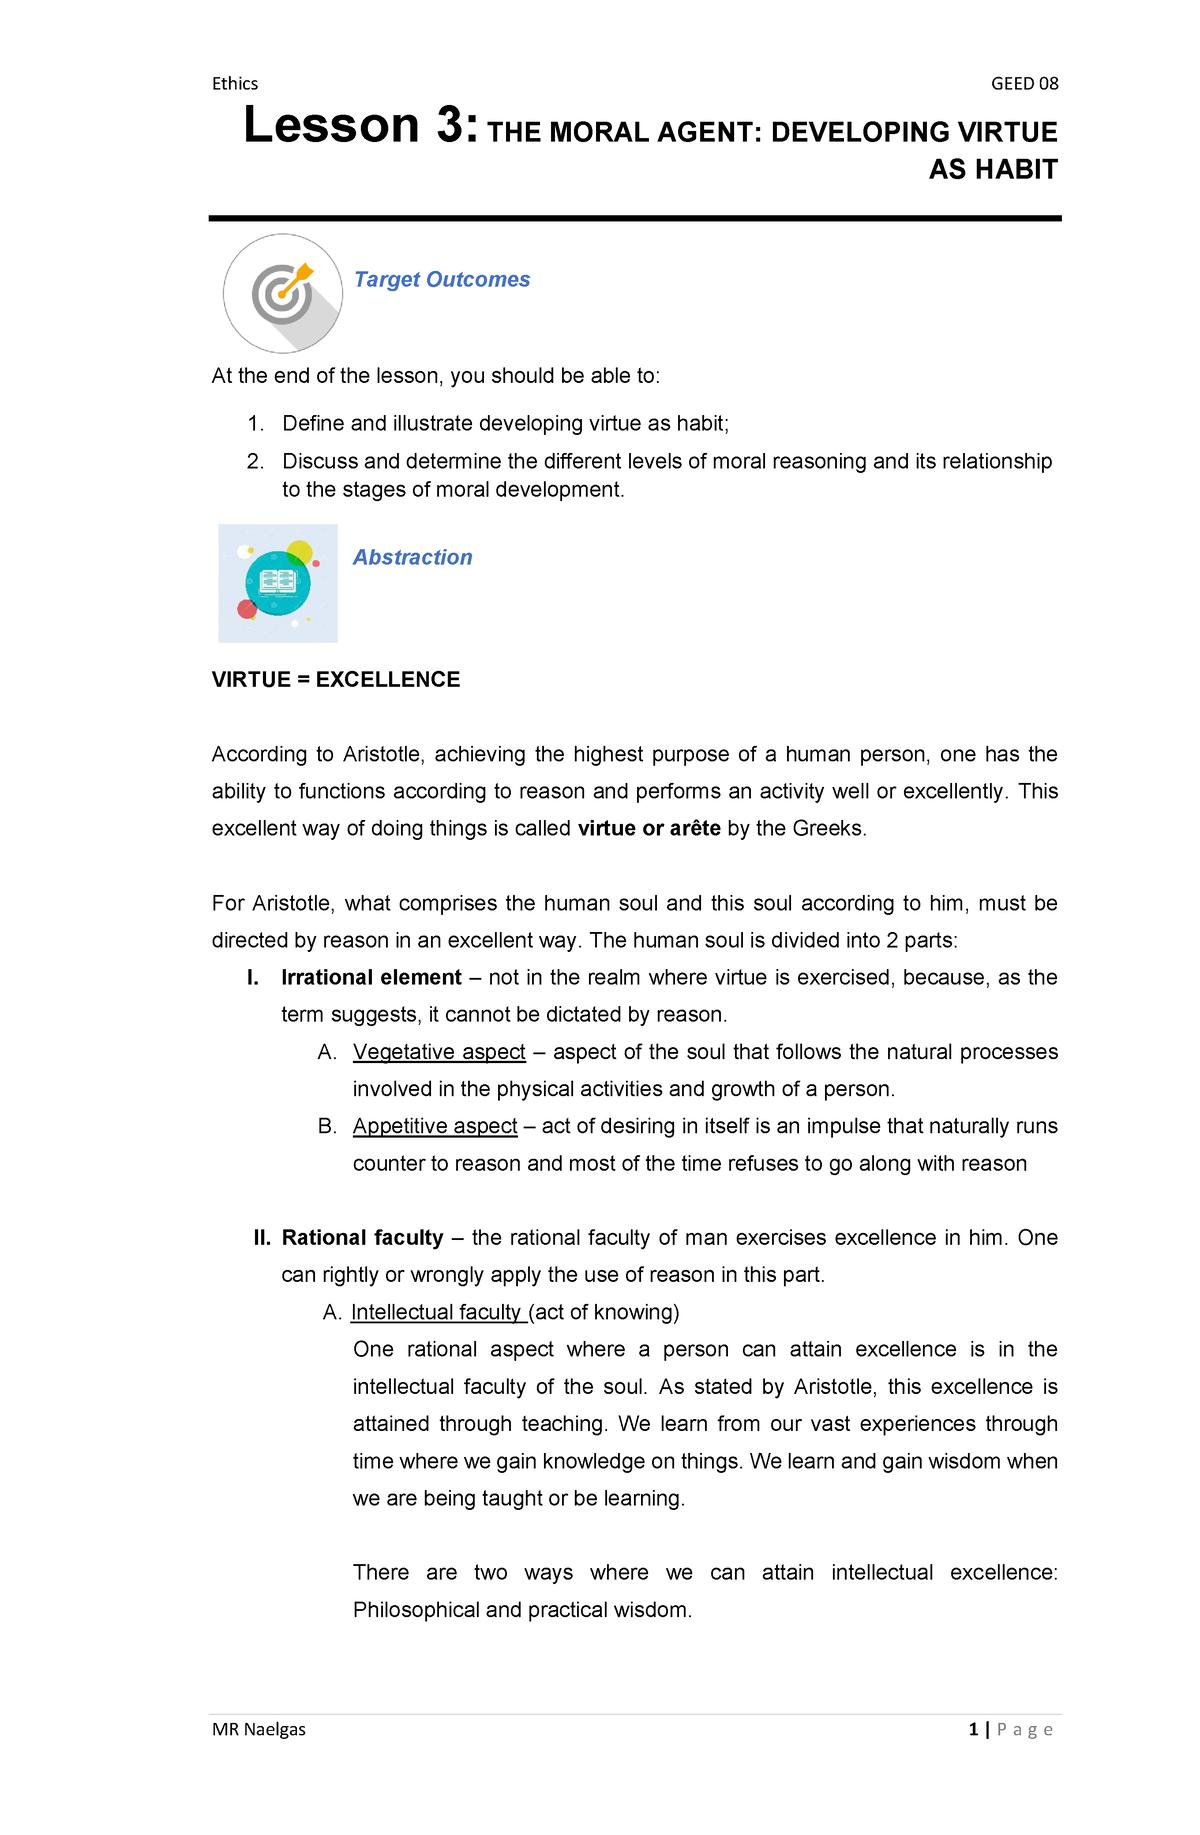 Ethics GEED 08
Lesson 3: THE MORAL AGENT: DEVELOPING VIRTUE
AS HABIT
Target Outcomes
At the end of the lesson, you should be able to:
1. Define and illustrate developing virtue as habit;
2. Discuss and determine the different levels of moral reasoning and its relationship
to the stages of moral development.
Abstraction
VIRTUE = EXCELLENCE
According to Aristotle, achieving the highest purpose of a human person, one has the
ability to functions according to reason and performs an activity well or excellently. This
excellent way of doing things is called virtue or arête by the Greeks.
For Aristotle, what comprises the human soul and this soul according to him, must be
directed by reason in an excellent way. The human soul is divided into 2 parts:
I. Irrational element – not in the realm where virtue is exercised, because, as the
term suggests, it cannot be dictated by reason.
A. Vegetative aspect – aspect of the soul that follows the natural processes
involved in the physical activities and growth of a person.
B. Appetitive aspect – act of desiring in itself is an impulse that naturally runs
counter to reason and most of the time refuses to go along with reason
II. Rational faculty – the rational faculty of man exercises excellence in him. One
can rightly or wrongly apply the use of reason in this part.
A. Intellectual faculty (act of knowing)
One rational aspect where a person can attain excellence is in the
intellectual faculty of the soul. As stated by Aristotle, this excellence is
attained through teaching. We learn from our vast experiences through
time where we gain knowledge on things. We learn and gain wisdom when
we are being taught or be learning.
There are two ways where we can attain intellectual excellence:
Philosophical and practical wisdom.
MR Naelgas 1 | Page